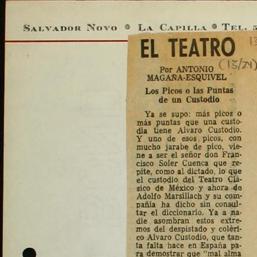 SALVADOR NOVO • LA CAPILLA • TEL. 5
EL TEATRO
(13/24)
Por ANTONIO
MAGAÑA-ESQUIVEL
Los Picos o las Puntas
de un Custodio
Ya se supo: más picos o
más puntas que una custo-
dia tiene Alvaro Custodio.
Y uno de esos picos, con
mucho jarabe de pico, vie-
ne a ser el señor don Fran-
cisco Soler Cuenca que re-
pite, como al dictado, lo que
el custodio del Teatro Clá-
sico de México y ahora de
Adolfo Marsillach y su com-
pañía ha dicho sin consul-
tar el diccionario. Ya a na-
die asombran estos extre-
mos del despistado y coléri-
co Alvaro Custodio, que tan-
ta falta hace en España pa-
ra demostrar que "mal alma